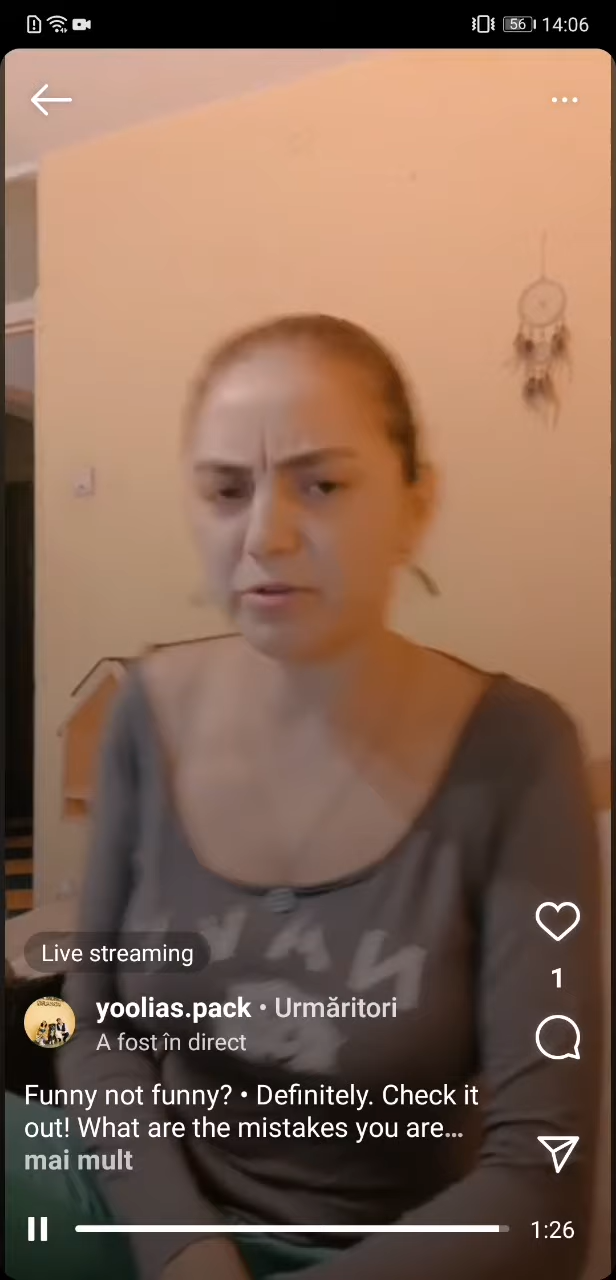 56 14:06
Live streaming
yoolias.pack • Urmăritori
A fost în direct
Funny not funny? • Definitely. Check it
out! What are the mistakes you are...
mai mult
1
1:26